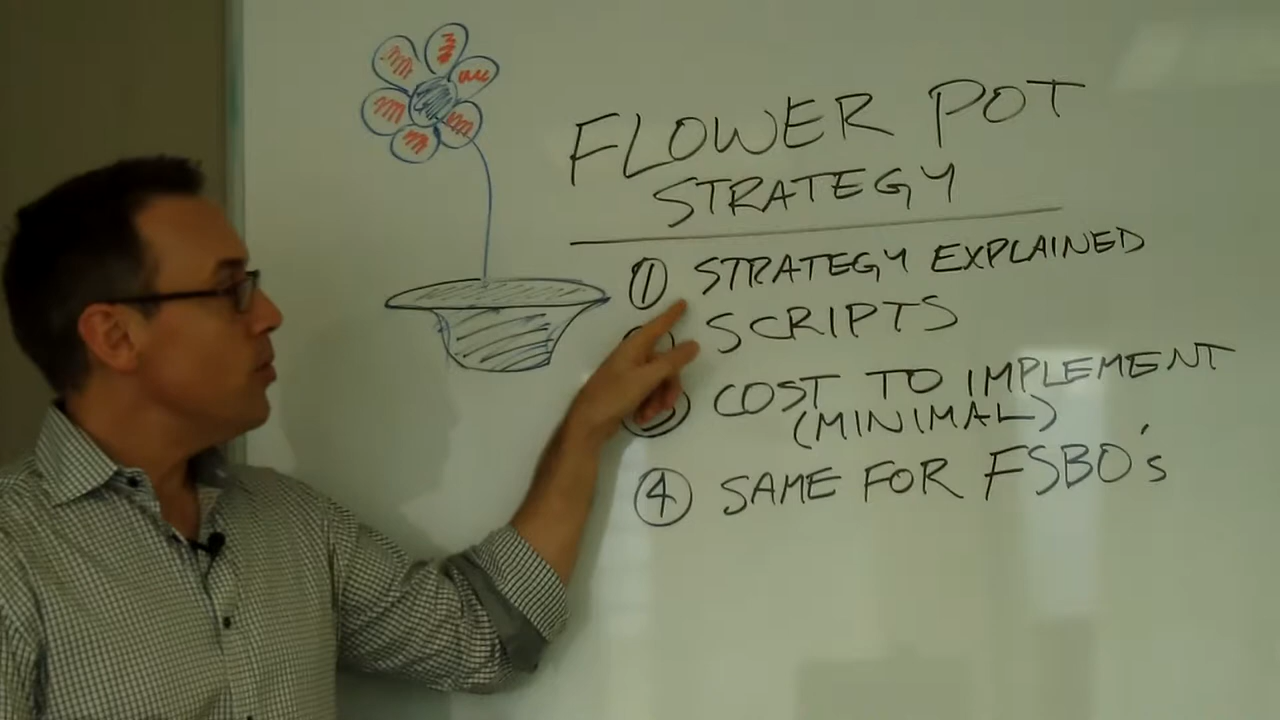 FLOWER POT
STRATEGY
① STRATEGY EXPLAINED
SCRIPTS
COST TO IMPLEMENT
(MINIMAL)
④ SAME FOR FSBO's